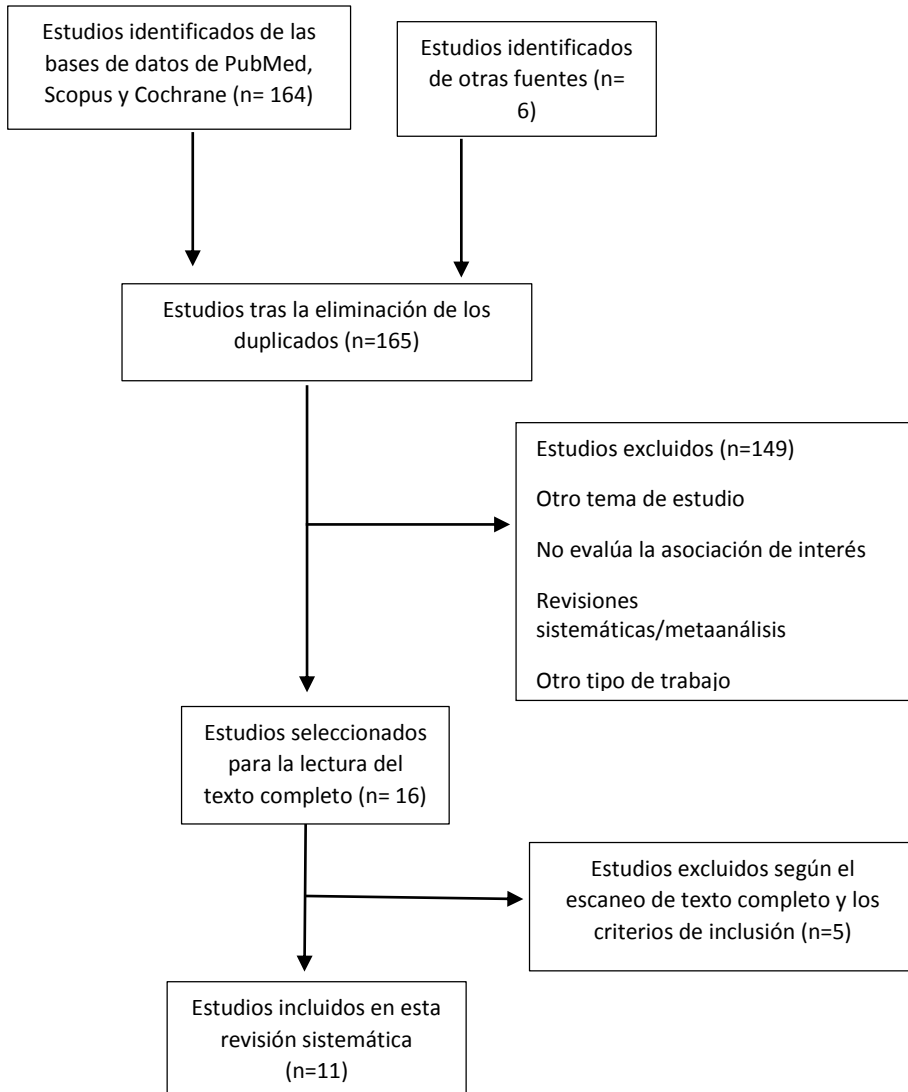 Estudios identificados de las
bases de datos de PubMed,
Scopus y Cochrane (n= 164)
Estudios identificados
de otras fuentes (n=
6)
Estudios tras la eliminación de los
duplicados (n=165)
Estudios excluidos (n=149)
Otro tema de estudio
No evalúa la asociación de interés
Revisiones
sistemáticas/metaanálisis
Otro tipo de trabajo
Estudios seleccionados
para la lectura del
texto completo (n= 16)
Estudios excluidos según el
escaneo de texto completo y los
criterios de inclusión (n=5)
Estudios incluidos en esta
revisión sistemática
(n=11)